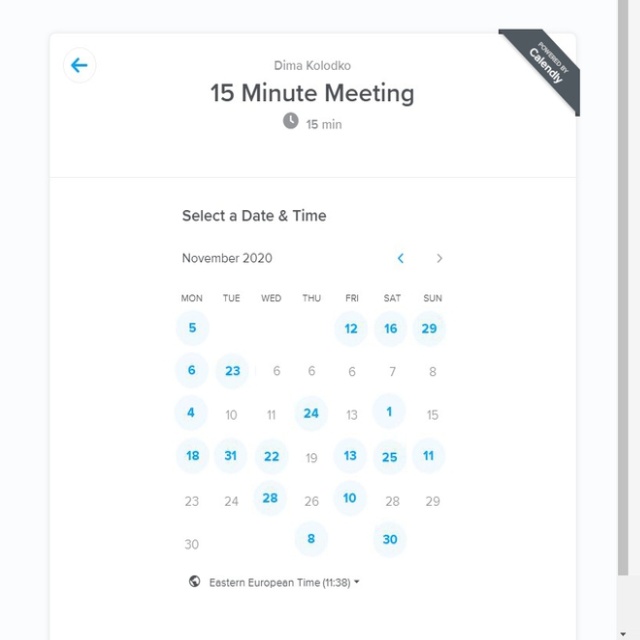 POWERED BY
Calendly
Dima Kolodko
15 Minute Meeting
15 min
Select a Date & Time
November 2020
MON TUE WED THU FRI SAT SUN
5 12 16 29
6 23 6 6 6 7 8
4 10 11 24 13 1 15
18 31 22 19 13 25 11
23 24 28 26 10 28 29
30 8 30
Eastern European Time (11:38)